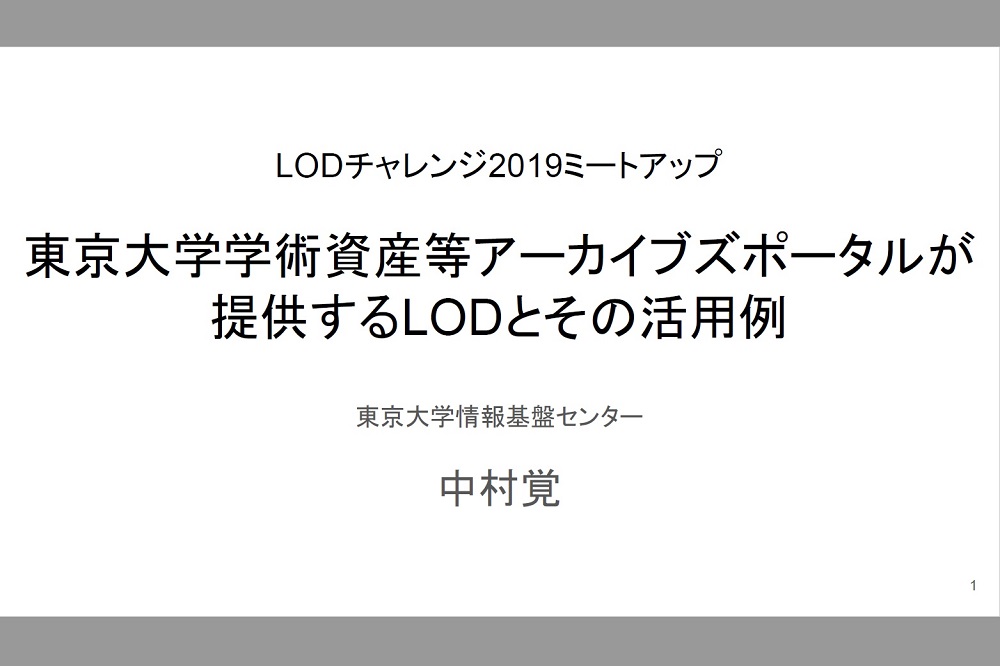 LODチャレンジ2019ミートアップ
東京大学学術資産等アーカイブズポータルが
提供するLODとその活用例
東京大学情報基盤センター
中村覚
1